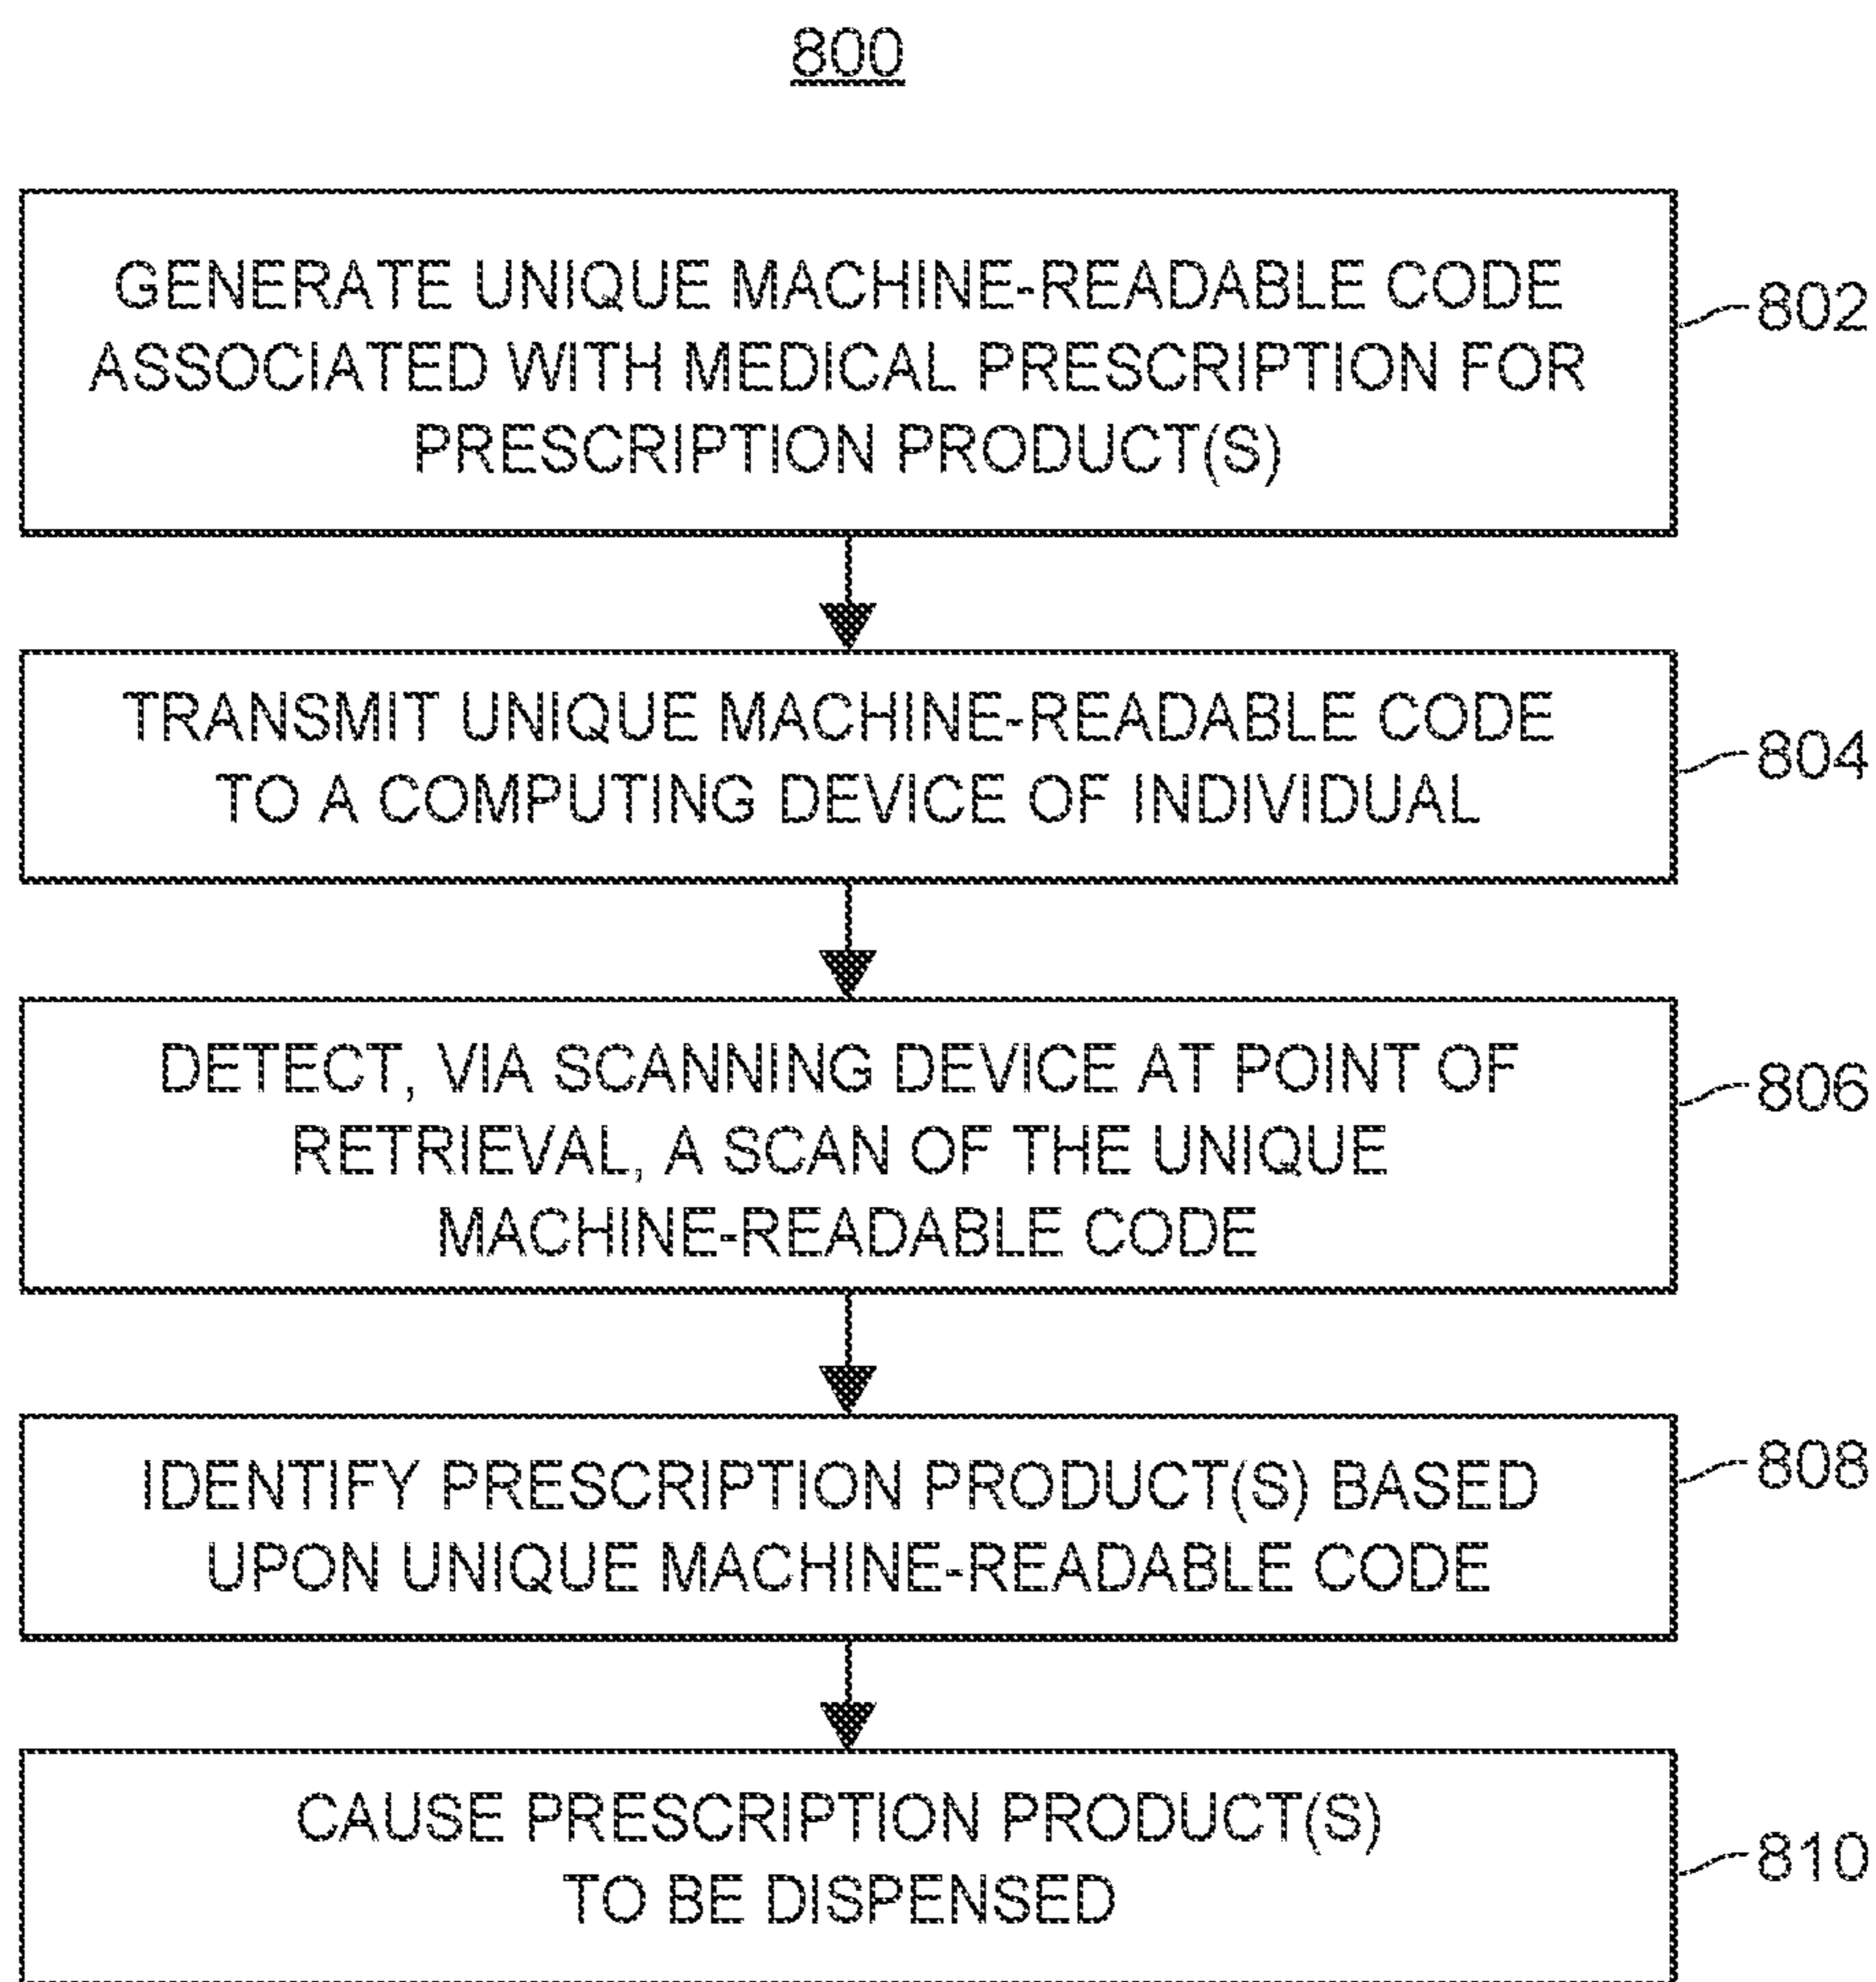 800
GENERATE UNIQUE MACHINE-READABLE CODE
ASSOCIATED WITH MEDICAL PRESCRIPTION FOR
PRESCRIPTION PRODUCT(S)
802
TRANSMIT UNIQUE MACHINE-READABLE CODE
TO A COMPUTING DEVICE OF INDIVIDUAL
804
DETECT, VIA SCANNING DEVICE AT POINT OF
RETRIEVAL, A SCAN OF THE UNIQUE
MACHINE-READABLE CODE
806
IDENTIFY PRESCRIPTION PRODUCT(S) BASED
UPON UNIQUE MACHINE-READABLE CODE
808
CAUSE PRESCRIPTION PRODUCT(S)
TO BE DISPENSED
810